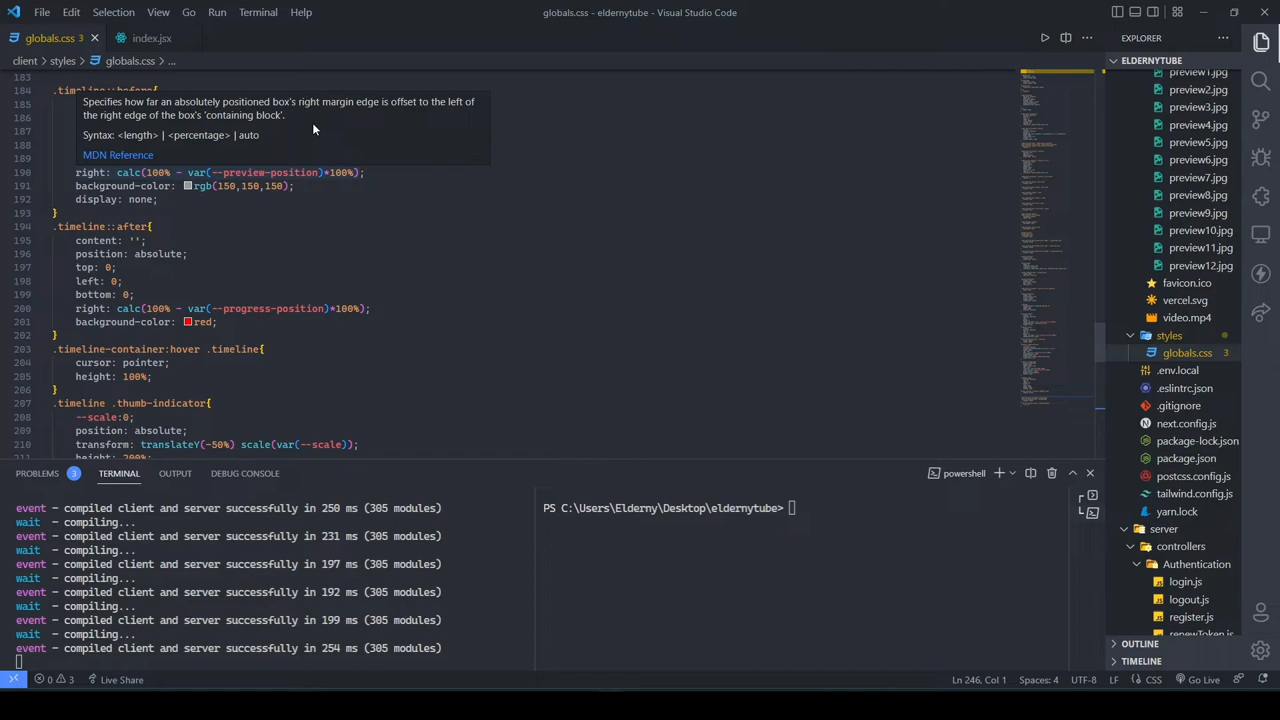 File Edit Selection View Go Run Terminal Help
globals.css - eldernytube - Visual Studio Code
globals.css 3 index.jsx
client styles globals.css ...
183
184 .timeline::before{
Specifies how far an absolutely positioned box's right margin edge is offset to the left of
the right edge of the box's 'containing block'.
Syntax: <length> | <percentage> | auto
MDN Reference
185
186
187
188
189
190 right: calc(100% - var(--preview-position)*100%);
191 background-color: rgb(150,150,150);
192 display: none;
193 }
194 .timeline::after{
195 content: '';
196 position: absolute;
197 top: 0;
198 left: 0;
199 bottom: 0;
200 right: calc(100% - var(--progress-position)*100%);
201 background-color: red;
202 }
203 .timeline-container:hover .timeline{
204 cursor: pointer;
205 height: 100%;
206 }
207 .timeline .thumb-indicator{
208 --scale:0;
209 position: absolute;
210 transform: translateY(-50%) scale(var(--scale));
211 height: 200%;
EXPLORER
ELDERNYTUBE
preview1.jpg
preview2.jpg
preview3.jpg
preview4.jpg
preview5.jpg
preview6.jpg
preview7.jpg
preview8.jpg
preview9.jpg
preview10.jpg
preview11.jpg
preview12.jpg
favicon.ico
vercel.svg
video.mp4
styles
globals.css 3
.env.local
.eslintrc.json
.gitignore
next.config.js
package-lock.json
package.json
postcss.config.js
tailwind.config.js
yarn.lock
server
controllers
Authentication
login.js
logout.js
register.js
renewToken.js
OUTLINE
TIMELINE
PROBLEMS 3 TERMINAL OUTPUT DEBUG CONSOLE
powershell
event - compiled client and server successfully in 250 ms (305 modules)
wait - compiling...
event - compiled client and server successfully in 231 ms (305 modules)
wait - compiling...
event - compiled client and server successfully in 197 ms (305 modules)
wait - compiling...
event - compiled client and server successfully in 192 ms (305 modules)
wait - compiling...
event - compiled client and server successfully in 199 ms (305 modules)
wait - compiling...
event - compiled client and server successfully in 254 ms (305 modules)
PS C:\Users\Elderny\Desktop\eldernytube>
0 3 Live Share
Ln 246, Col 1 Spaces: 4 UTF-8 LF CSS Go Live